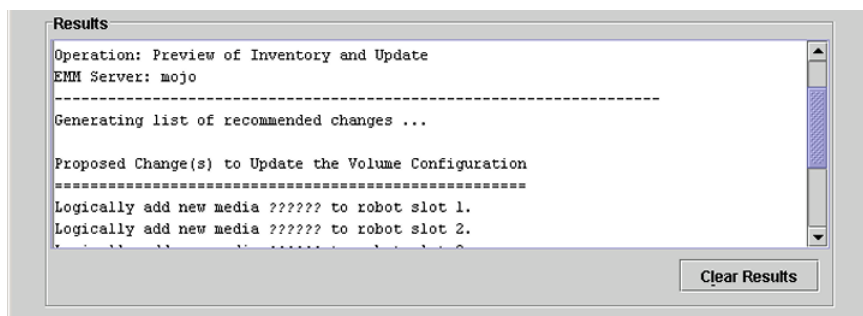 Results
Operation: Preview of Inventory and Update
EMM Server: mojo
--------------------------------------------------------------------
Generating list of recommended changes ...
Proposed Change(s) to Update the Volume Configuration
=====================================================
Logically add new media ?????? to robot slot 1.
Logically add new media ?????? to robot slot 2.
Clear Results